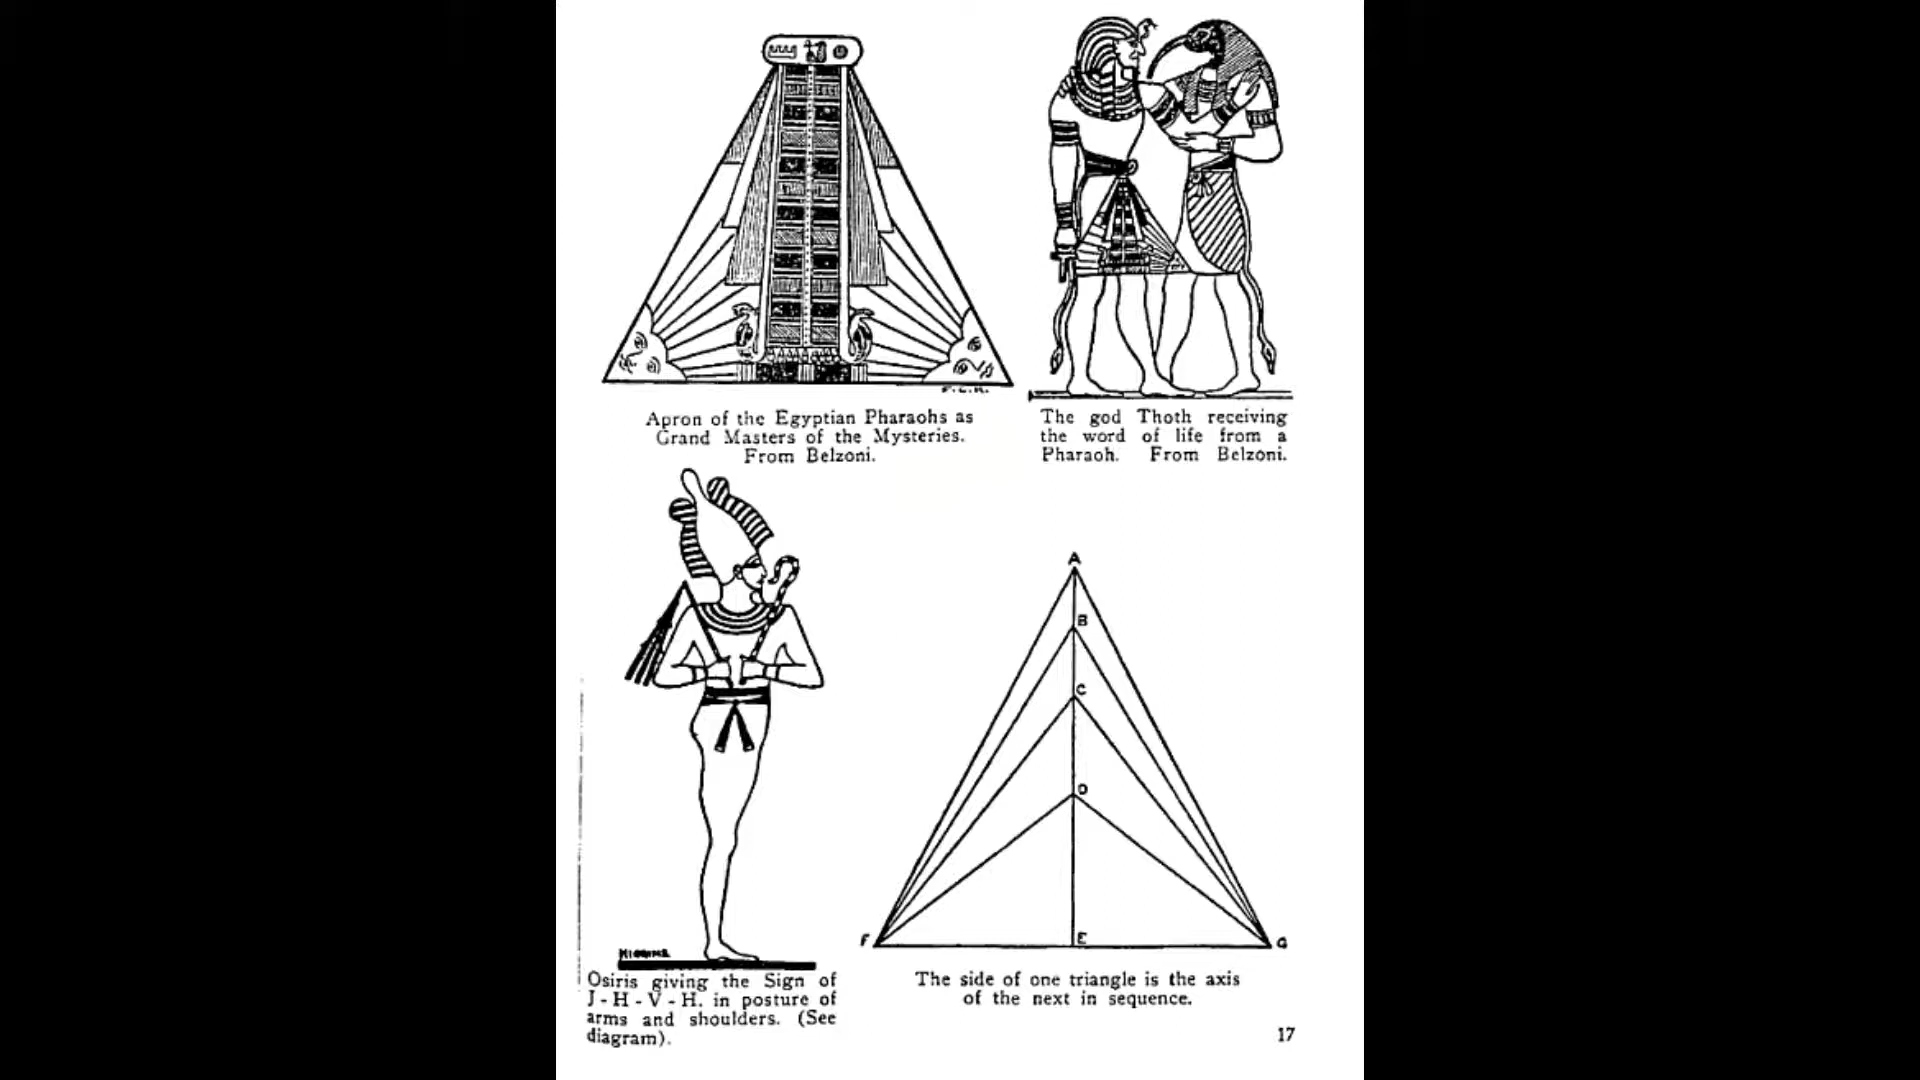 F.C.H.
Apron of the Egyptian Pharaohs as
Grand Masters of the Mysteries.
From Belzoni.
The god Thoth receiving
the word of life from a
Pharaoh. From Belzoni.
HIGGINS
Osiris giving the Sign of
J-H-V-H. in posture of
arms and shoulders. (See
diagram).
A
B
C
D
F
E
G
The side of one triangle is the axis
of the next in sequence.
17